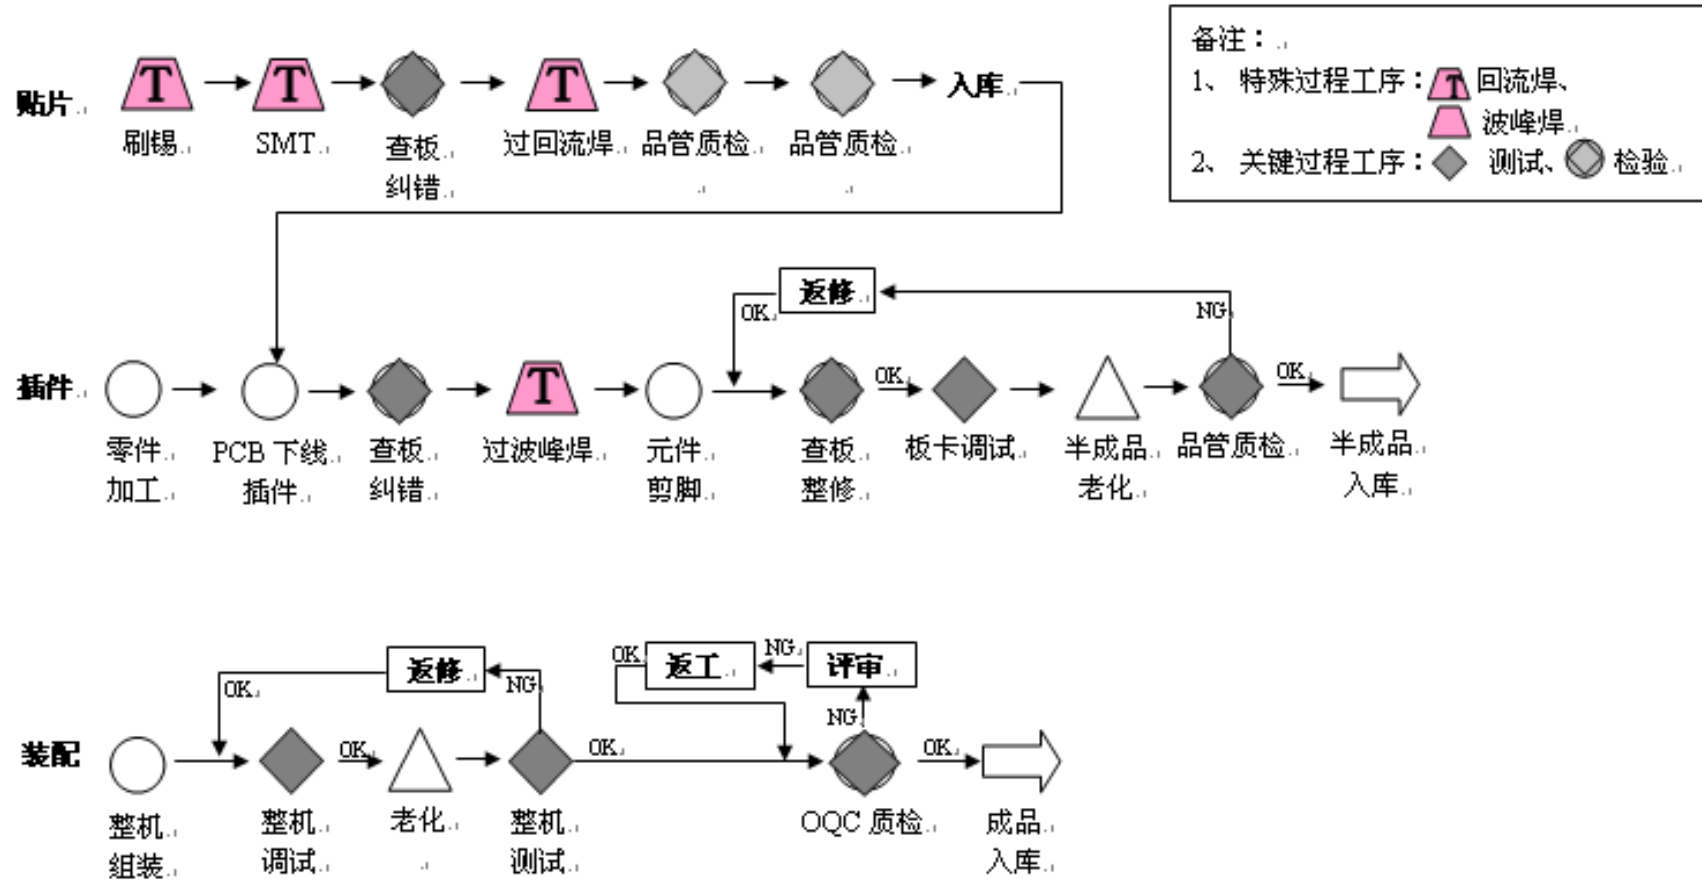 备注：
1、 特殊过程工序：T 回流焊、
波峰焊
2、 关键过程工序： 测试、 检验
贴片
T
T
T
入库
刷锡
SMT
查板
纠错
过回流焊
品管质检
品管质检
返修
OK
NG
插件
T
OK
OK
零件
加工
PCB 下线
插件
查板
纠错
过波峰焊
元件
剪脚
查板
整修
板卡调试
半成品
老化
品管质检
半成品
入库
返修
OK
NG
OK
返工
NG
评审
NG
装配
OK
OK
OK
整机
组装
整机
调试
老化
整机
测试
OQC 质检
成品
入库